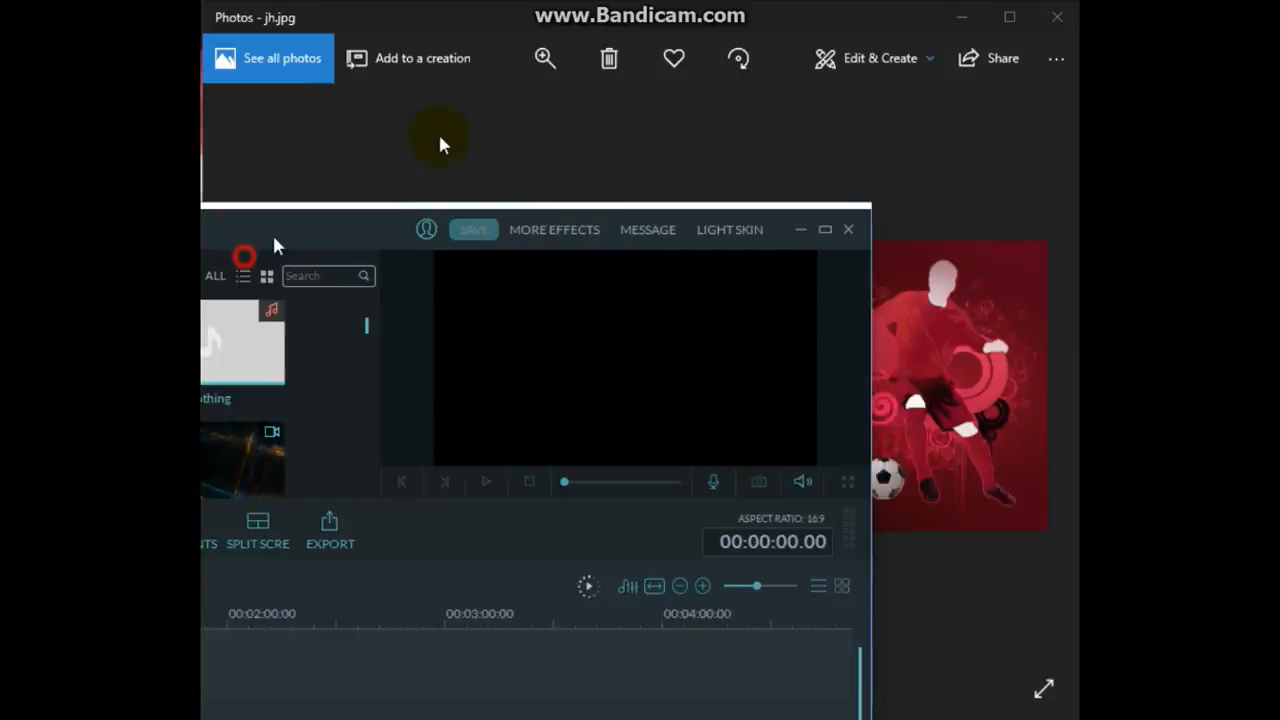 www.Bandicam.com
Photos - jh.jpg
See all photos
Add to a creation
Edit & Create
Share
SAVE
MORE EFFECTS
MESSAGE
LIGHT SKIN
ALL
Search
othing
ASPECT RATIO: 16:9
00:00:00.00
NTS
SPLIT SCRE
EXPORT
00:02:00:00
00:03:00:00
00:04:00:00